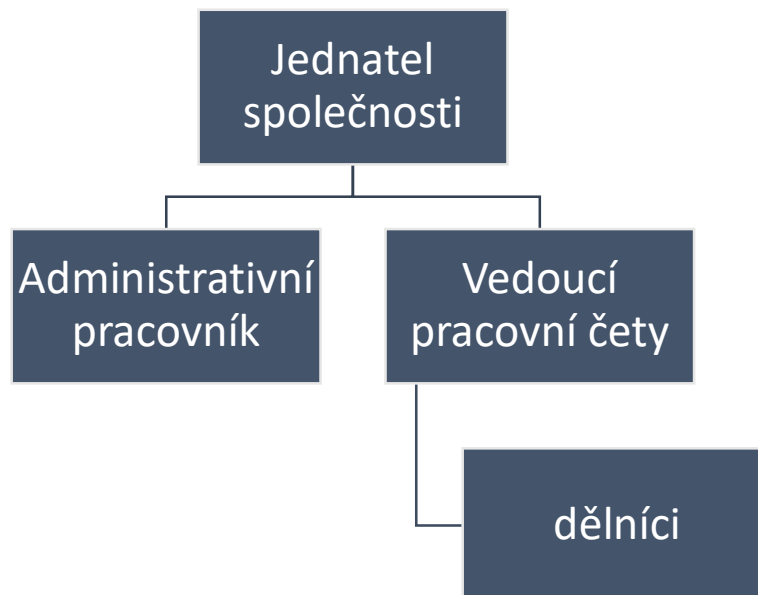 Jednatel
společnosti
Administrativní
pracovník
Vedoucí
pracovní čety
dělníci